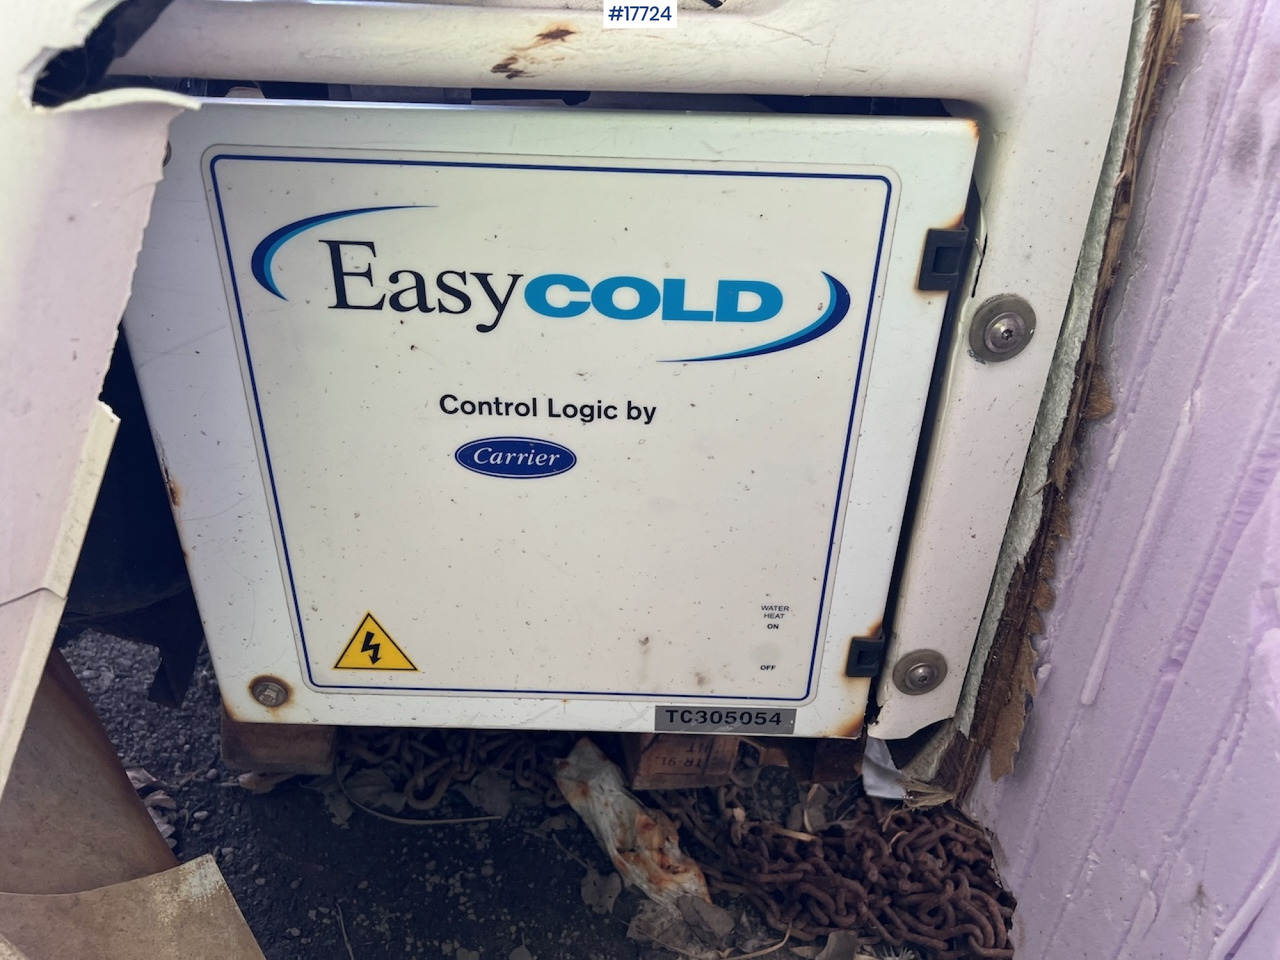 #17724
EasyCOLD
Control Logic by
Carrier
WATER
HEAT
ON
OFF
TC305054